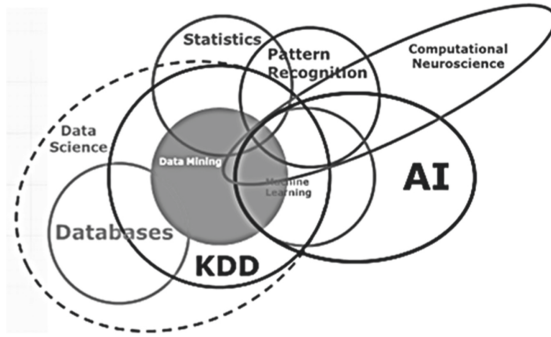 Statistics
Pattern
Recognition
Computational
Neuroscience
Data
Science
Data Mining
Machine
Learning
AI
Databases
KDD